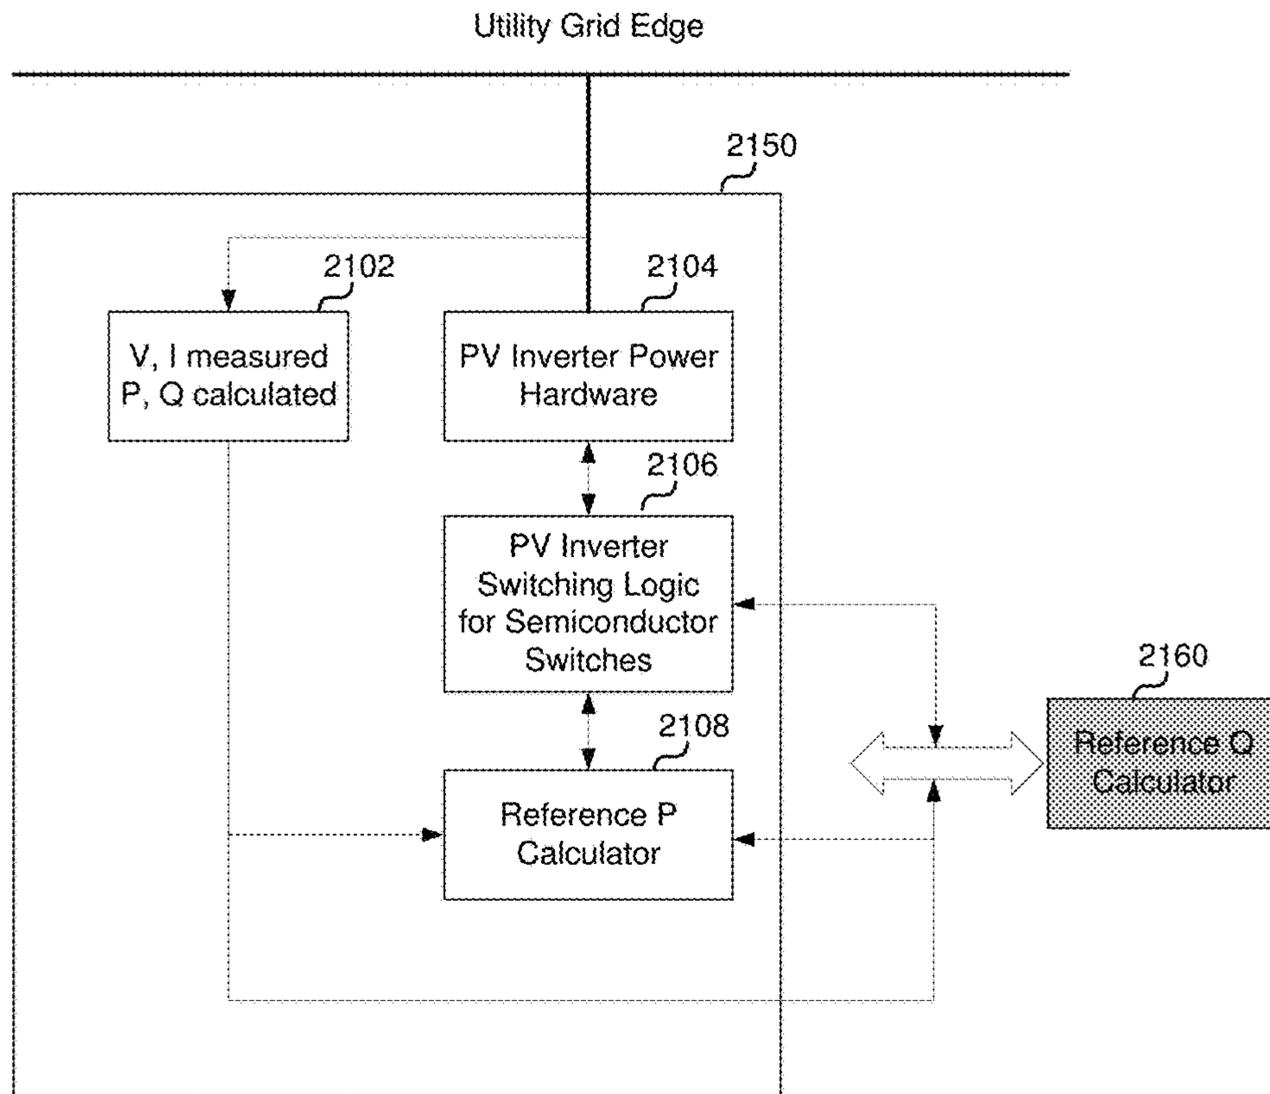 Utility Grid Edge
2150
2102
2104
V, I measured
P, Q calculated
PV Inverter Power
Hardware
2106
PV Inverter
Switching Logic
for Semiconductor
Switches
2160
2108
Reference Q
Calculator
Reference P
Calculator